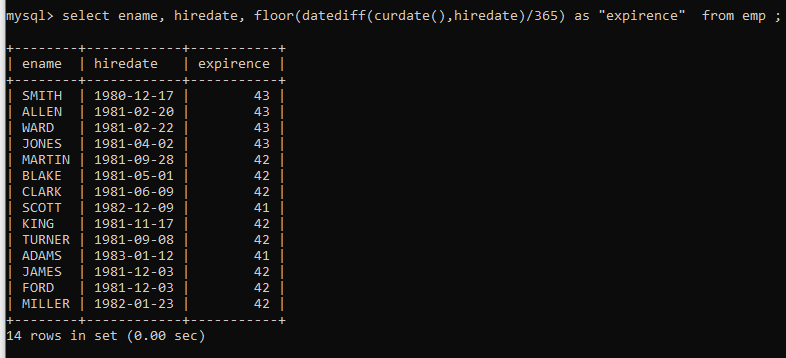 mysql> select ename, hiredate, floor(datediff(curdate(),hiredate)/365) as "expirence"  from emp ;
+--------+------------+-----------+
| ename  | hiredate   | expirence |
+--------+------------+-----------+
| SMITH  | 1980-12-17 |        43 |
| ALLEN  | 1981-02-20 |        43 |
| WARD   | 1981-02-22 |        43 |
| JONES  | 1981-04-02 |        43 |
| MARTIN | 1981-09-28 |        42 |
| BLAKE  | 1981-05-01 |        42 |
| CLARK  | 1981-06-09 |        42 |
| SCOTT  | 1982-12-09 |        41 |
| KING   | 1981-11-17 |        42 |
| TURNER | 1981-09-08 |        42 |
| ADAMS  | 1983-01-12 |        41 |
| JAMES  | 1981-12-03 |        42 |
| FORD   | 1981-12-03 |        42 |
| MILLER | 1982-01-23 |        42 |
+--------+------------+-----------+
14 rows in set (0.00 sec)